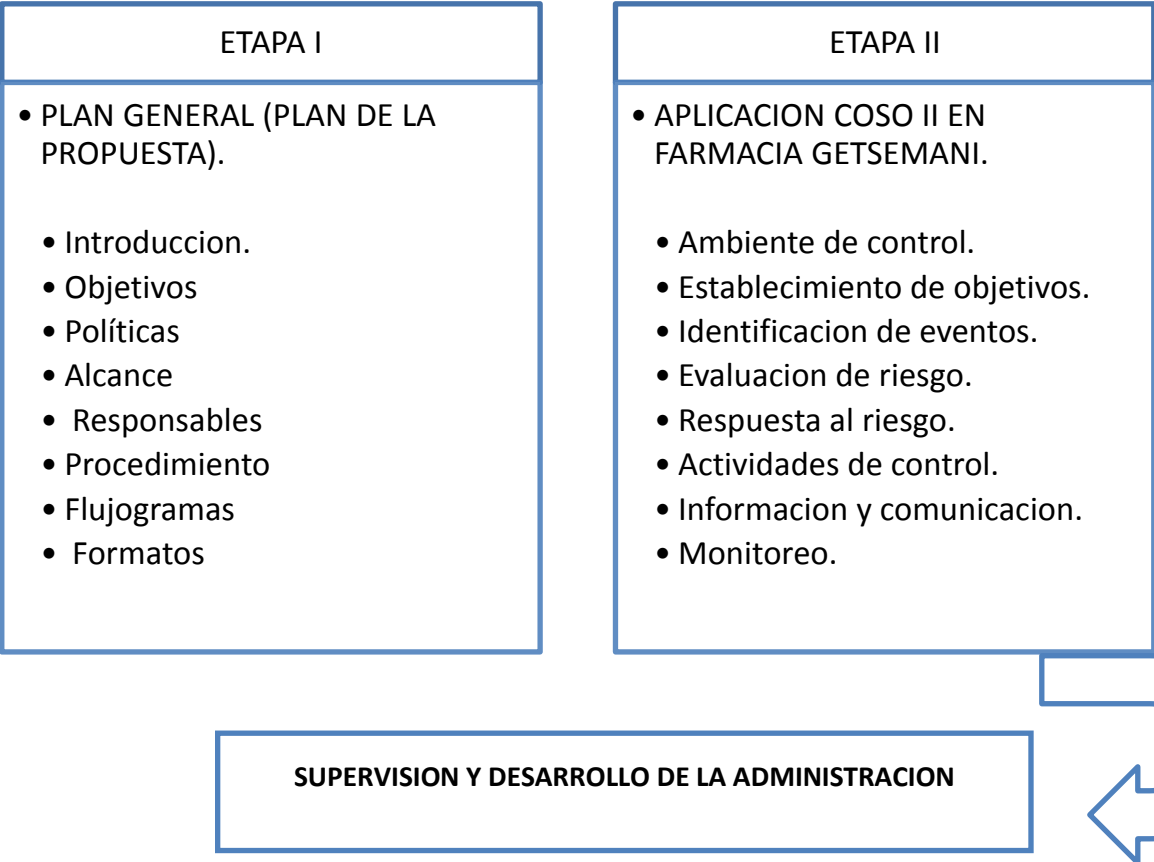 ETAPA I
• PLAN GENERAL (PLAN DE LA
PROPUESTA).
• Introduccion.
• Objetivos
• Políticas
• Alcance
• Responsables
• Procedimiento
• Flujogramas
• Formatos
ETAPA II
• APLICACION COSO II EN
FARMACIA GETSEMANI.
• Ambiente de control.
• Establecimiento de objetivos.
• Identificacion de eventos.
• Evaluacion de riesgo.
• Respuesta al riesgo.
• Actividades de control.
• Informacion y comunicacion.
• Monitoreo.
SUPERVISION Y DESARROLLO DE LA ADMINISTRACION